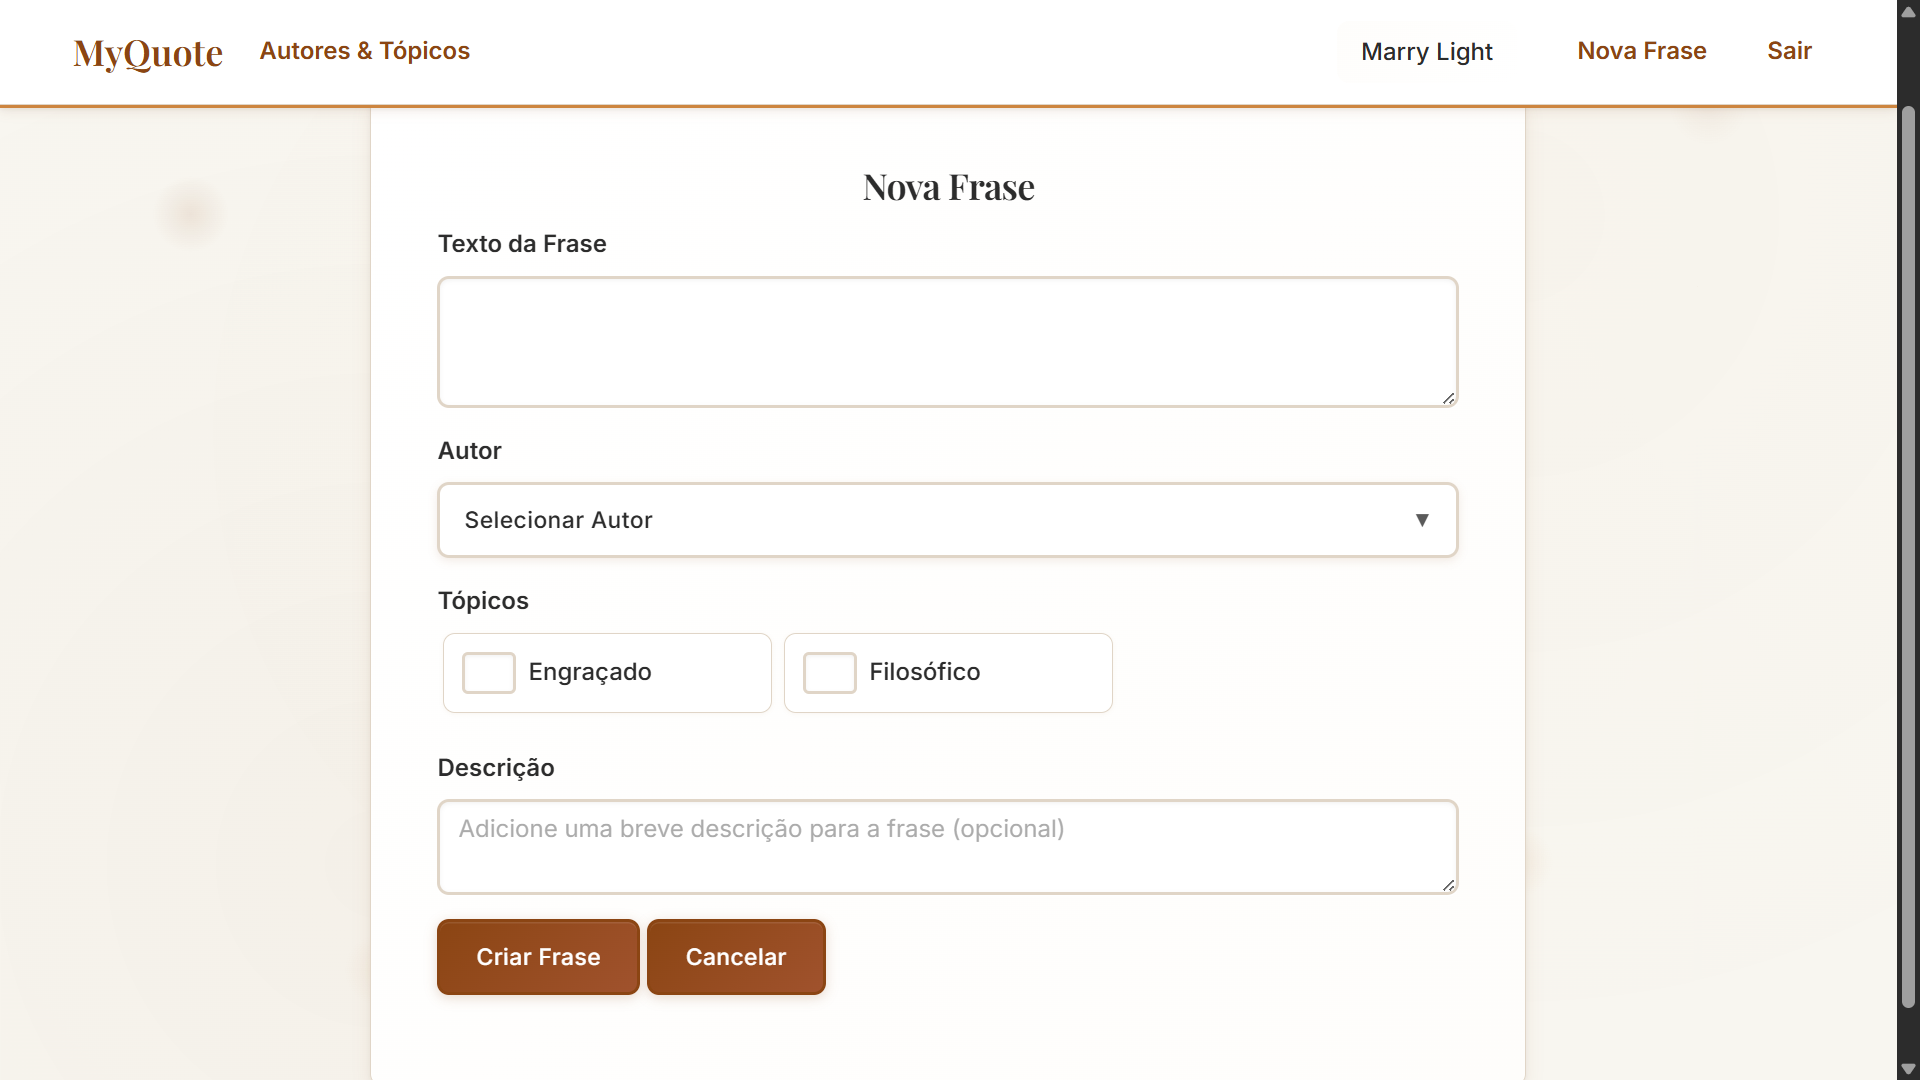 MyQuote
Autores & Tópicos
Marry Light
Nova Frase
Sair
Nova Frase
Texto da Frase
Autor
Selecionar Autor
Tópicos
Engraçado
Filosófico
Descrição
Adicione uma breve descrição para a frase (opcional)
Criar Frase
Cancelar